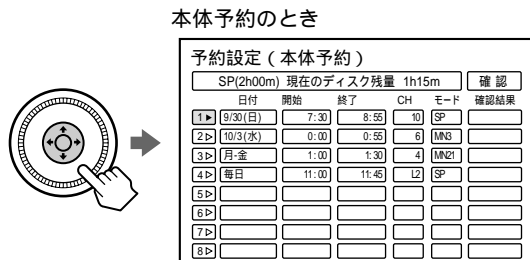 本体予約のとき
予約設定(本体予約)
SP(2h00m) 現在のディスク残量 1h15m 確認
日付 開始 終了 CH モード 確認結果
1 9/30(日) 7:30 8:55 10 SP
2 10/3(水) 0:00 0:55 6 MN3
3 月-金 1:00 1:30 4 MN21
4 毎日 11:00 11:45 L2 SP
5
6
7
8